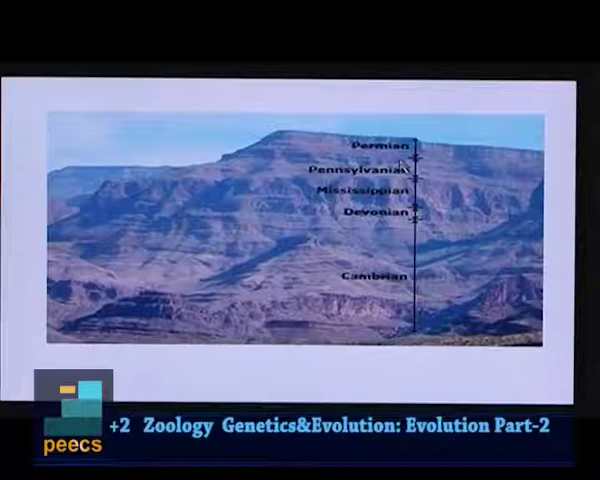 Permian
Pennsylvanian
Mississippian
Devonian
Cambrian
peecs
+2 Zoology Genetics&Evolution: Evolution Part-2